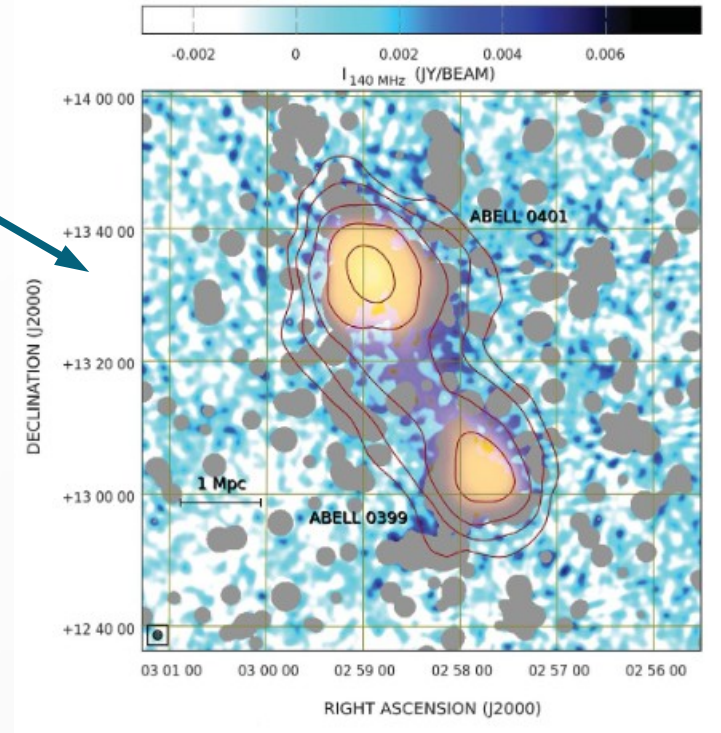 -0.002 0 0.002 0.004 0.006
I 140 MHz (JY/BEAM)
+14 00 00
ABELL 0401
+13 40 00
DECLINATION (J2000)
+13 20 00
1 Mpc
+13 00 00
ABELL 0399
+12 40 00
03 01 00 03 00 00 02 59 00 02 58 00 02 57 00 02 56 00
RIGHT ASCENSION (J2000)